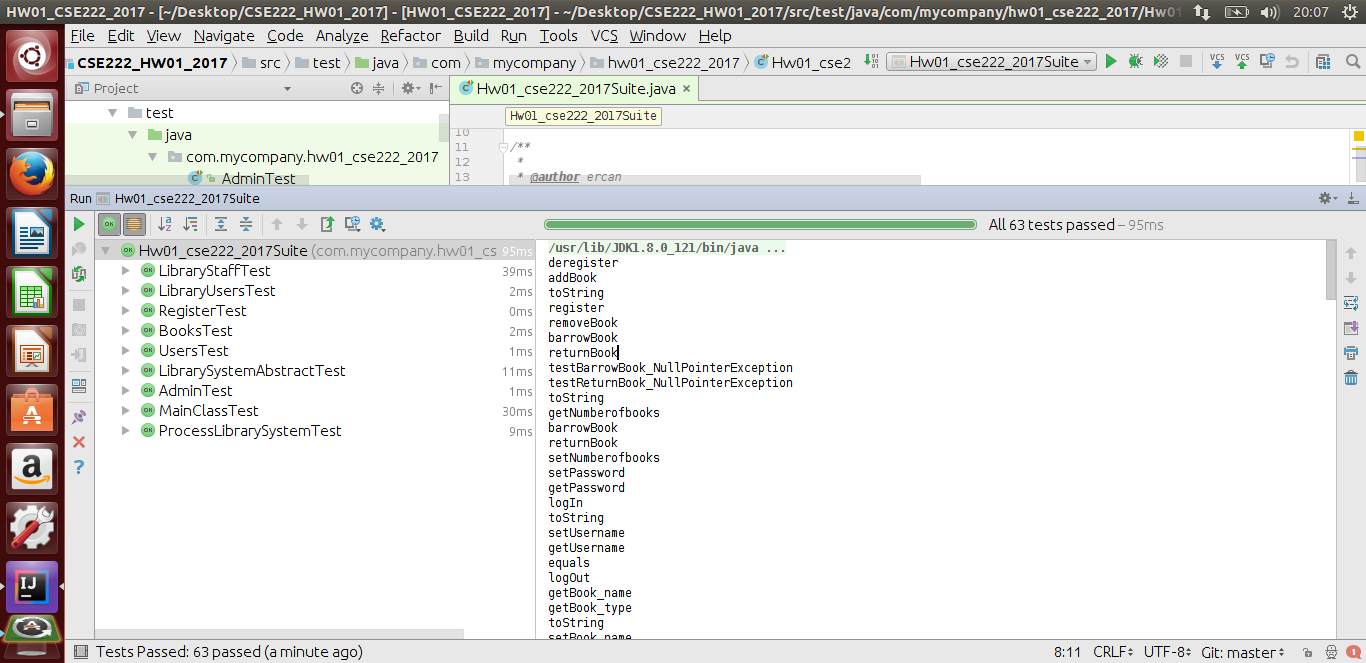 HW01_CSE222_2017 - [~/Desktop/CSE222_HW01_2017] - [HW01_CSE222_2017] - ~/Desktop/CSE222_HW01_2017/src/test/java/com/mycompany/hw01_cse222_2017/Hw01 20:07
File Edit View Navigate Code Analyze Refactor Build Run Tools VCS Window Help
CSE222_HW01_2017 src test java com mycompany hw01_cse222_2017 Hw01_cse2 Hw01_cse222_2017Suite VCS VCS
Project Hw01_cse222_2017Suite.java ×
test Hw01_cse222_2017Suite
java 10
com.mycompany.hw01_cse222_2017 11 /**
12 *
AdminTest 13 * @author ercan
Run Hw01_cse222_2017Suite
All 63 tests passed – 95ms
Hw01_cse222_2017Suite (com.mycompany.hw01_cs 95ms
LibraryStaffTest 39ms
LibraryUsersTest 2ms
RegisterTest 0ms
BooksTest 2ms
UsersTest 1ms
LibrarySystemAbstractTest 11ms
AdminTest 1ms
MainClassTest 30ms
ProcessLibrarySystemTest 9ms
/usr/lib/JDK1.8.0_121/bin/java ...
deregister
addBook
toString
register
removeBook
barrowBook
returnBook
testBarrowBook_NullPointerException
testReturnBook_NullPointerException
toString
getNumberofbooks
barrowBook
returnBook
setNumberofbooks
setPassword
getPassword
logIn
toString
setUsername
getUsername
equals
logOut
getBook_name
getBook_type
toString
setBook_name
Tests Passed: 63 passed (a minute ago) 8:11 CRLF UTF-8 Git: master 1